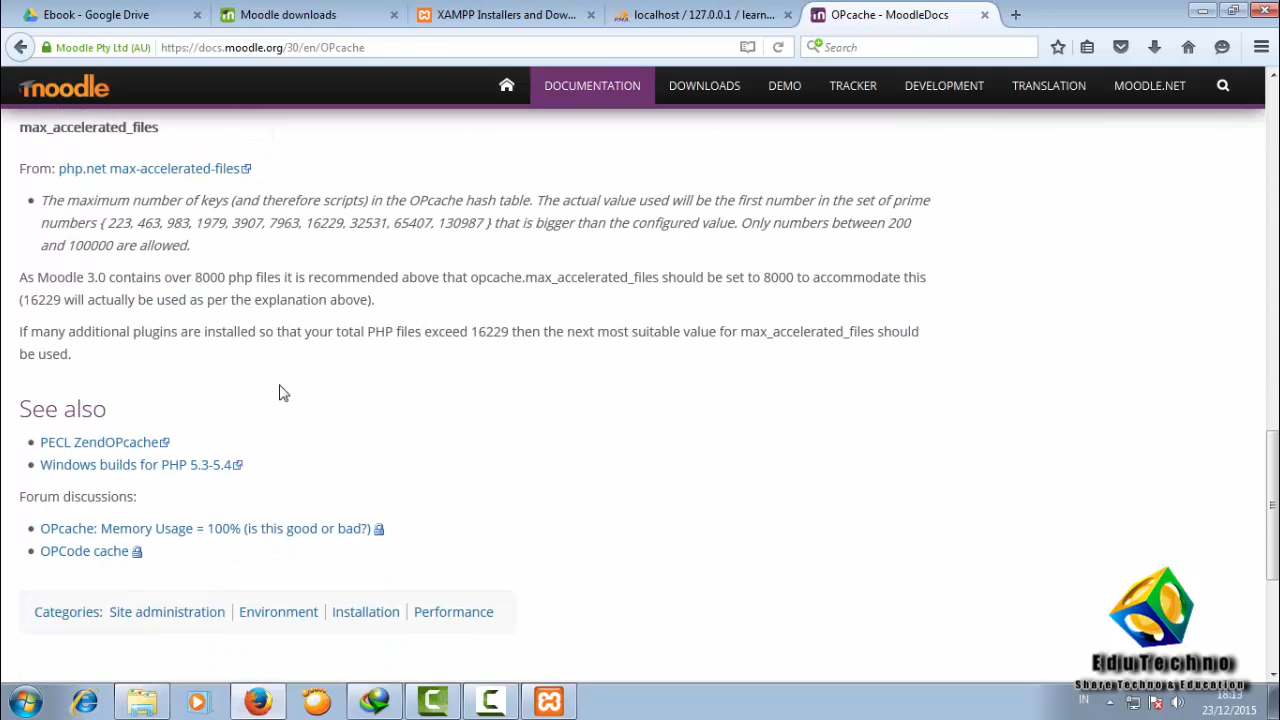 Ebook - Google Drive
Moodle downloads
XAMPP Installers and Dow...
localhost / 127.0.0.1 / learn...
OPcache - MoodleDocs
Moodle Pty Ltd (AU)
https://docs.moodle.org/30/en/OPcache
Search
moodle
DOCUMENTATION
DOWNLOADS
DEMO
TRACKER
DEVELOPMENT
TRANSLATION
MOODLE.NET
max_accelerated_files
From: php.net max-accelerated-files
The maximum number of keys (and therefore scripts) in the OPcache hash table. The actual value used will be the first number in the set of prime
numbers { 223, 463, 983, 1979, 3907, 7963, 16229, 32531, 65407, 130987 } that is bigger than the configured value. Only numbers between 200
and 100000 are allowed.
As Moodle 3.0 contains over 8000 php files it is recommended above that opcache.max_accelerated_files should be set to 8000 to accommodate this
(16229 will actually be used as per the explanation above).
If many additional plugins are installed so that your total PHP files exceed 16229 then the next most suitable value for max_accelerated_files should
be used.
See also
PECL ZendOPcache
Windows builds for PHP 5.3-5.4
Forum discussions:
OPcache: Memory Usage = 100% (is this good or bad?)
OPCode cache
Categories: Site administration | Environment | Installation | Performance
EduTechno
Share Techno & Education
IN
18:13
23/12/2015